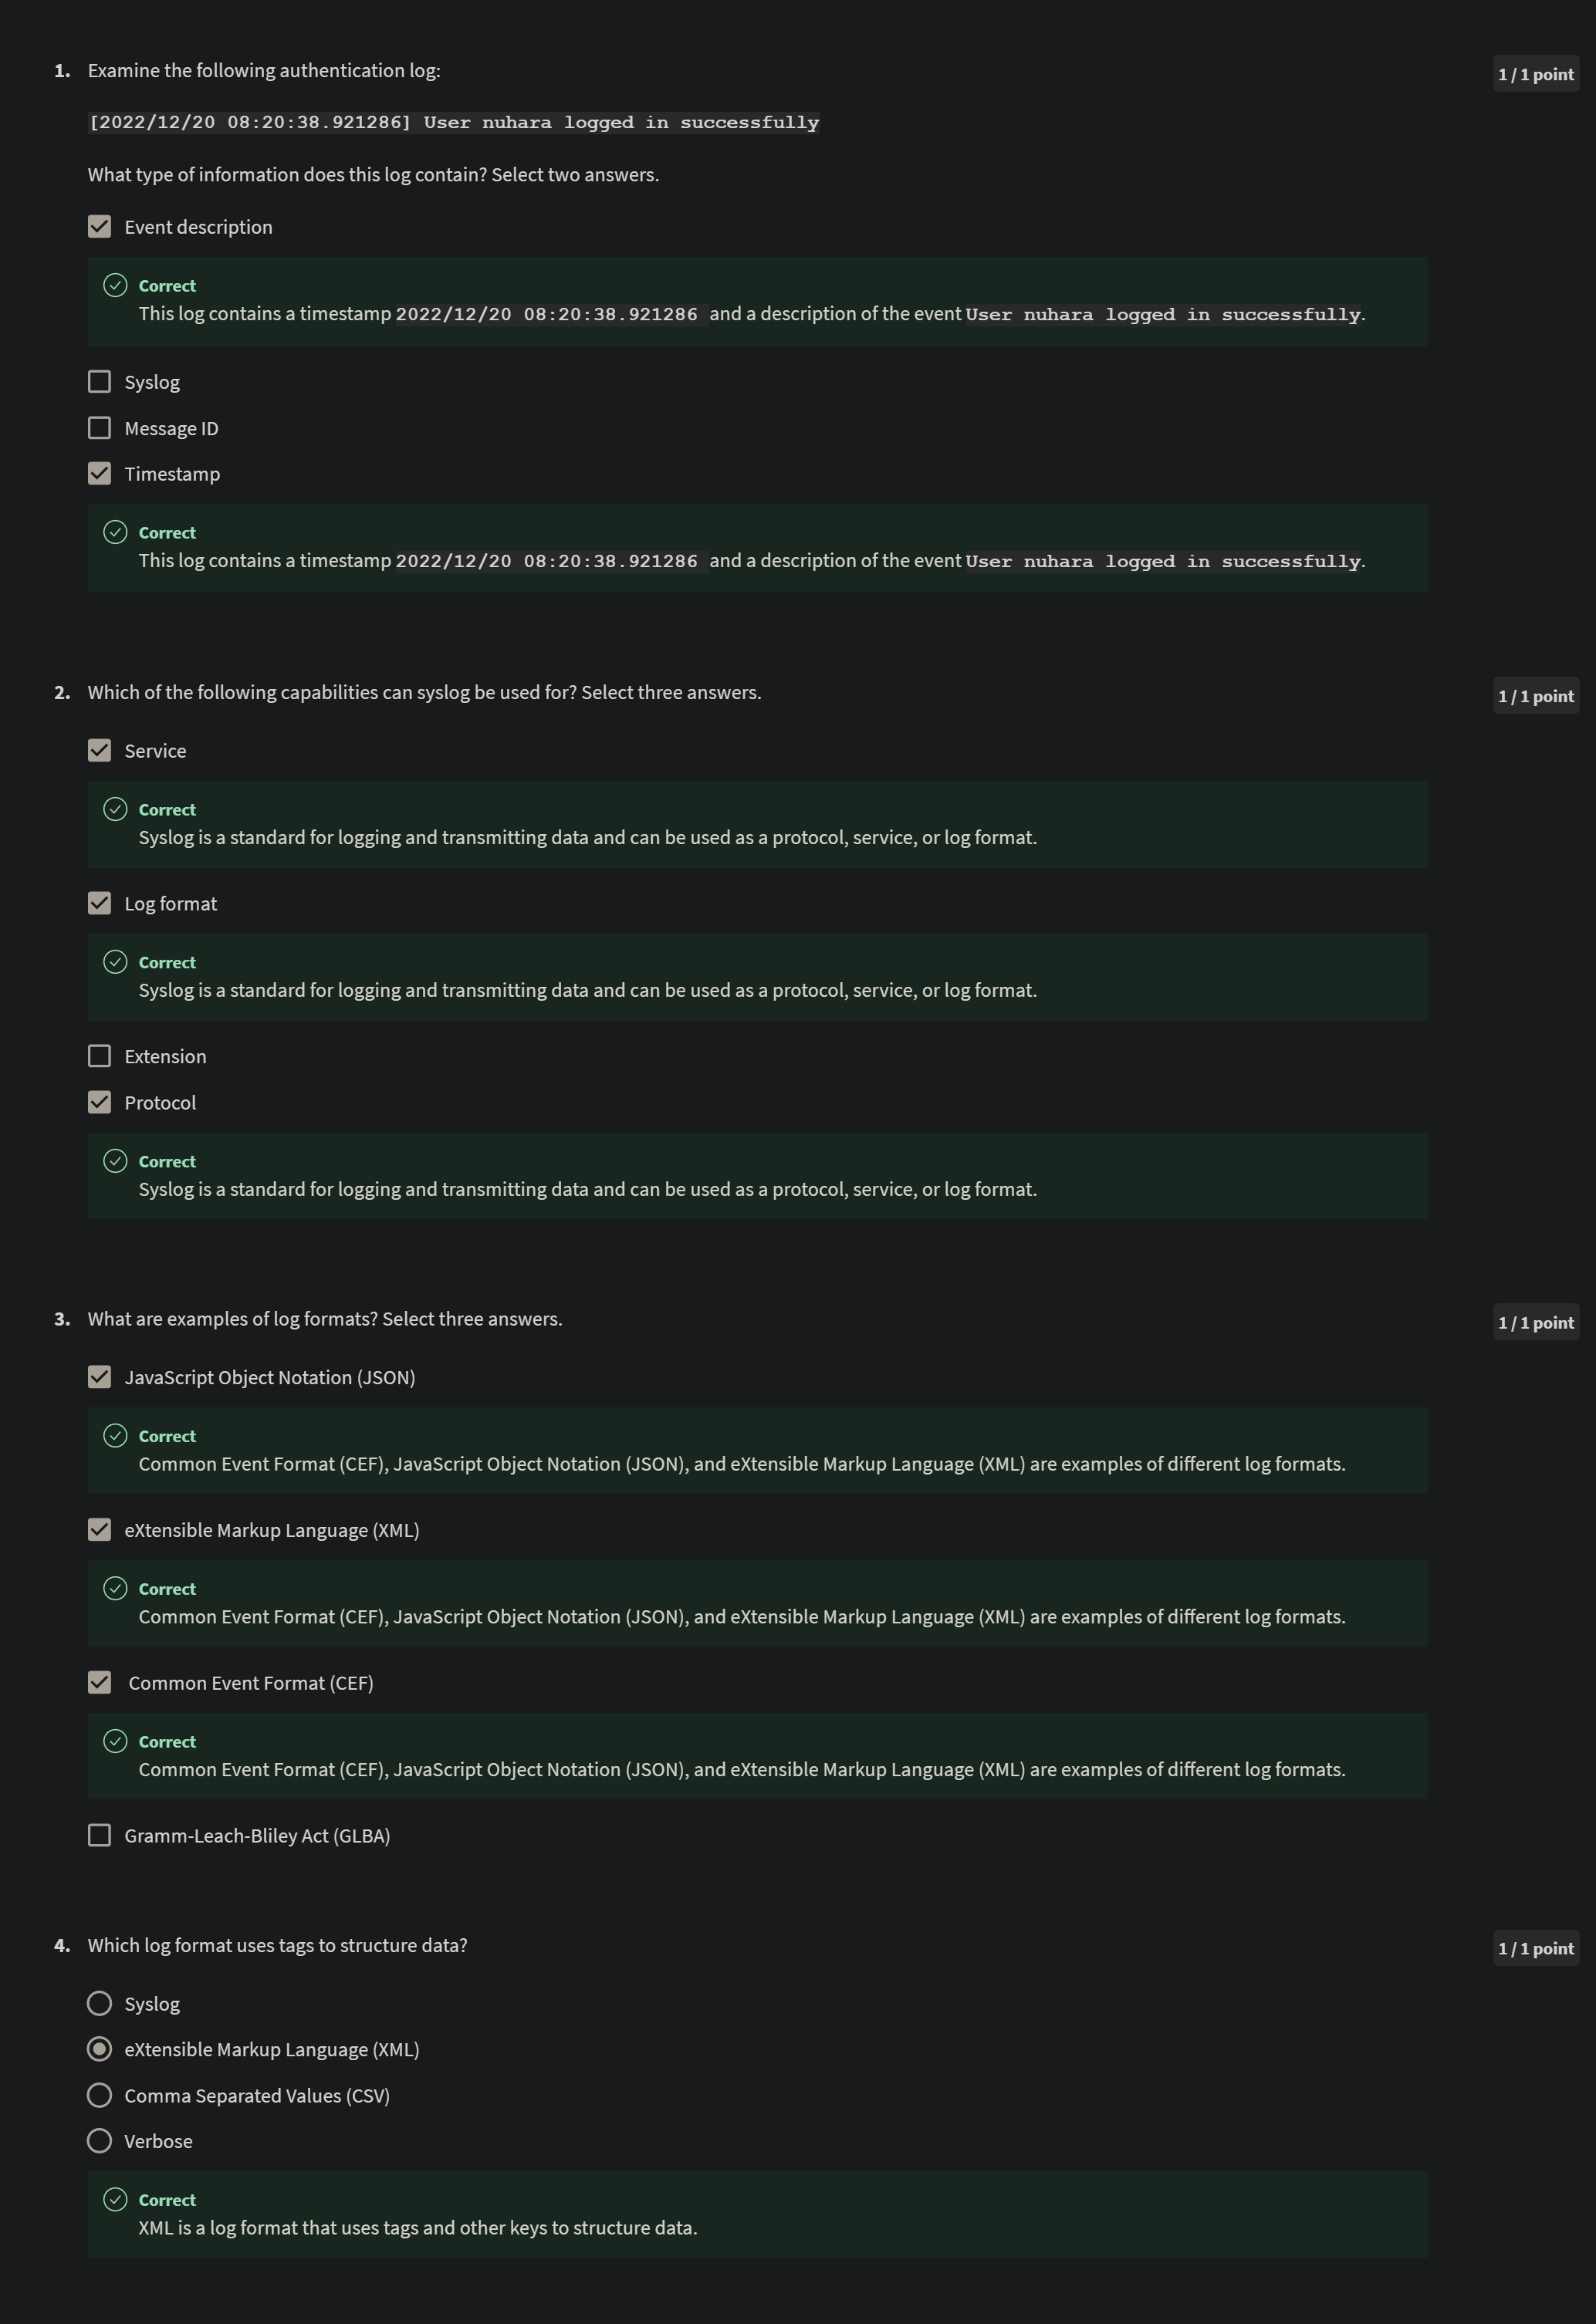 1. Examine the following authentication log:
1 / 1 point
[2022/12/20 08:20:38.921286] User nuhara logged in successfully
What type of information does this log contain? Select two answers.
Event description
Correct
This log contains a timestamp 2022/12/20 08:20:38.921286 and a description of the event User nuhara logged in successfully.
Syslog
Message ID
Timestamp
Correct
This log contains a timestamp 2022/12/20 08:20:38.921286 and a description of the event User nuhara logged in successfully.
2. Which of the following capabilities can syslog be used for? Select three answers.
1 / 1 point
Service
Correct
Syslog is a standard for logging and transmitting data and can be used as a protocol, service, or log format.
Log format
Correct
Syslog is a standard for logging and transmitting data and can be used as a protocol, service, or log format.
Extension
Protocol
Correct
Syslog is a standard for logging and transmitting data and can be used as a protocol, service, or log format.
3. What are examples of log formats? Select three answers.
1 / 1 point
JavaScript Object Notation (JSON)
Correct
Common Event Format (CEF), JavaScript Object Notation (JSON), and eXtensible Markup Language (XML) are examples of different log formats.
eXtensible Markup Language (XML)
Correct
Common Event Format (CEF), JavaScript Object Notation (JSON), and eXtensible Markup Language (XML) are examples of different log formats.
Common Event Format (CEF)
Correct
Common Event Format (CEF), JavaScript Object Notation (JSON), and eXtensible Markup Language (XML) are examples of different log formats.
Gramm-Leach-Bliley Act (GLBA)
4. Which log format uses tags to structure data?
1 / 1 point
Syslog
eXtensible Markup Language (XML)
Comma Separated Values (CSV)
Verbose
Correct
XML is a log format that uses tags and other keys to structure data.